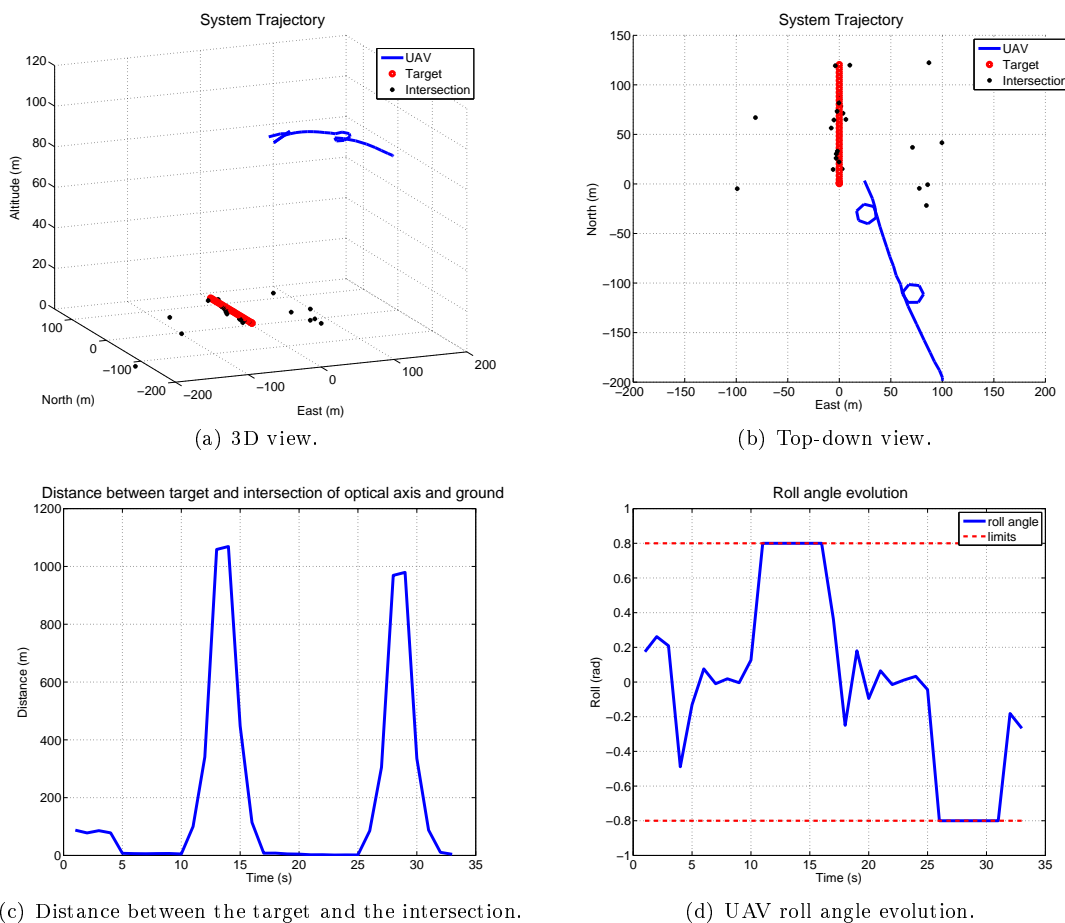 System Trajectory
UAV
Target
Intersection
120
100
80
60
40
20
0
Altitude (m)
100
0
−100
−200
North (m)
−200
−100
0
100
200
East (m)
(a) 3D view.
System Trajectory
UAV
Target
Intersection
150
100
50
0
−50
−100
−150
−200
North (m)
−200 −150 −100 −50 0 50 100 150 200
East (m)
(b) Top-down view.
Distance between target and intersection of optical axis and ground
1200
1000
800
600
400
200
0
Distance (m)
0 5 10 15 20 25 30 35
Time (s)
(c) Distance between the target and the intersection.
Roll angle evolution
roll angle
limits
1
0.8
0.6
0.4
0.2
0
−0.2
−0.4
−0.6
−0.8
−1
Roll (rad)
0 5 10 15 20 25 30 35
Time (s)
(d) UAV roll angle evolution.